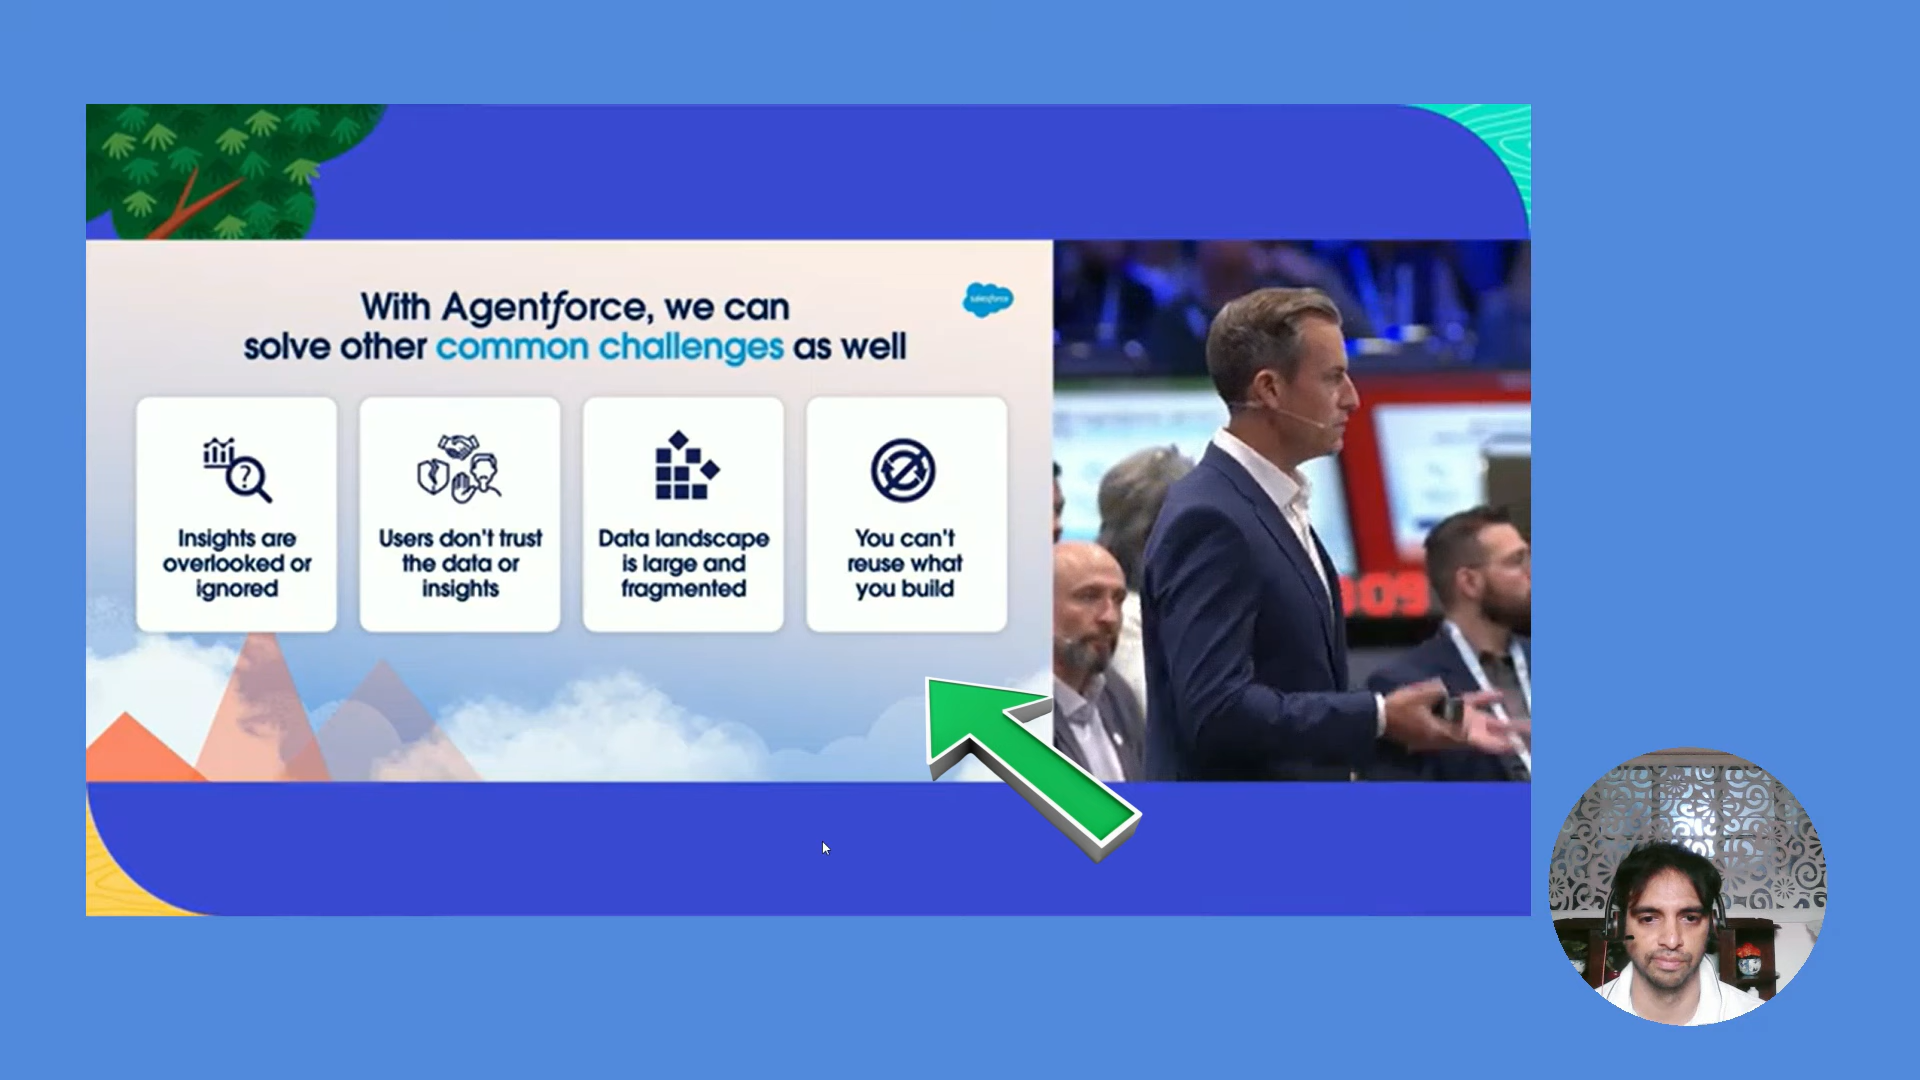 With Agentforce, we can
solve other common challenges as well
salesforce
?
Insights are
overlooked or
ignored
Users don't trust
the data or
insights
Data landscape
is large and
fragmented
You can't
reuse what
you build